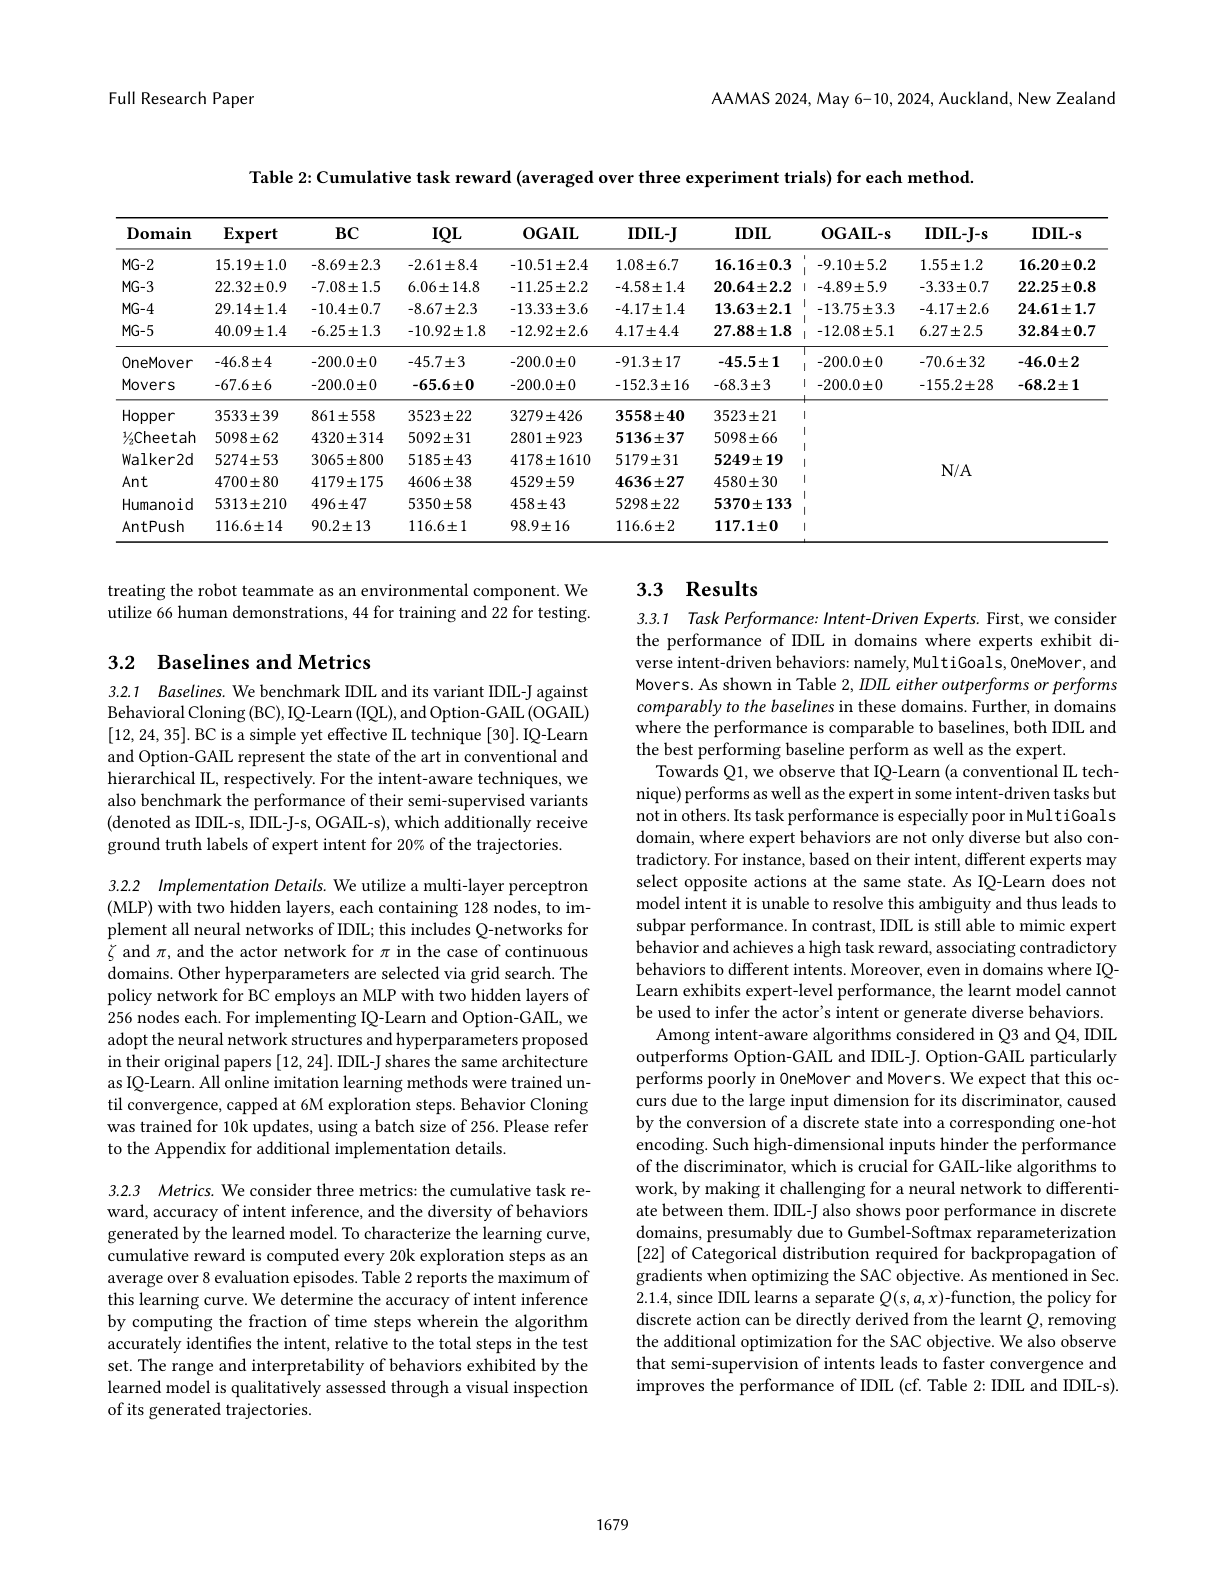 Full Research Paper
AAMAS 2024, May 6–10, 2024, Auckland, New Zealand
Table 2: Cumulative task reward (averaged over three experiment trials) for each method.
Domain Expert BC IQL OGAIL IDIL-J IDIL OGAIL-s IDIL-J-s IDIL-s
MG-2 15.19±1.0 -8.69±2.3 -2.61±8.4 -10.51±2.4 1.08±6.7 16.16±0.3 -9.10±5.2 1.55±1.2 16.20±0.2
MG-3 22.32±0.9 -7.08±1.5 6.06±14.8 -11.25±2.2 -4.58±1.4 20.64±2.2 -4.89±5.9 -3.33±0.7 22.25±0.8
MG-4 29.14±1.4 -10.4±0.7 -8.67±2.3 -13.33±3.6 -4.17±1.4 13.63±2.1 -13.75±3.3 -4.17±2.6 24.61±1.7
MG-5 40.09±1.4 -6.25±1.3 -10.92±1.8 -12.92±2.6 4.17±4.4 27.88±1.8 -12.08±5.1 6.27±2.5 32.84±0.7
OneMover -46.8±4 -200.0±0 -45.7±3 -200.0±0 -91.3±17 -45.5±1 -200.0±0 -70.6±32 -46.0±2
Movers -67.6±6 -200.0±0 -65.6±0 -200.0±0 -152.3±16 -68.3±3 -200.0±0 -155.2±28 -68.2±1
Hopper 3533±39 861±558 3523±22 3279±426 3558±40 3523±21
½Cheetah 5098±62 4320±314 5092±31 2801±923 5136±37 5098±66
Walker2d 5274±53 3065±800 5185±43 4178±1610 5179±31 5249±19
N/A
Ant 4700±80 4179±175 4606±38 4529±59 4636±27 4580±30
Humanoid 5313±210 496±47 5350±58 458±43 5298±22 5370±133
AntPush 116.6±14 90.2±13 116.6±1 98.9±16 116.6±2 117.1±0
treating the robot teammate as an environmental component. We
utilize 66 human demonstrations, 44 for training and 22 for testing.
3.2 Baselines and Metrics
3.2.1 Baselines. We benchmark IDIL and its variant IDIL-J against
Behavioral Cloning (BC), IQ-Learn (IQL), and Option-GAIL (OGAIL)
[12, 24, 35]. BC is a simple yet effective IL technique [30]. IQ-Learn
and Option-GAIL represent the state of the art in conventional and
hierarchical IL, respectively. For the intent-aware techniques, we
also benchmark the performance of their semi-supervised variants
(denoted as IDIL-s, IDIL-J-s, OGAIL-s), which additionally receive
ground truth labels of expert intent for 20% of the trajectories.
3.2.2 Implementation Details. We utilize a multi-layer perceptron
(MLP) with two hidden layers, each containing 128 nodes, to im-
plement all neural networks of IDIL; this includes Q-networks for
ζ and π, and the actor network for π in the case of continuous
domains. Other hyperparameters are selected via grid search. The
policy network for BC employs an MLP with two hidden layers of
256 nodes each. For implementing IQ-Learn and Option-GAIL, we
adopt the neural network structures and hyperparameters proposed
in their original papers [12, 24]. IDIL-J shares the same architecture
as IQ-Learn. All online imitation learning methods were trained un-
til convergence, capped at 6M exploration steps. Behavior Cloning
was trained for 10k updates, using a batch size of 256. Please refer
to the Appendix for additional implementation details.
3.2.3 Metrics. We consider three metrics: the cumulative task re-
ward, accuracy of intent inference, and the diversity of behaviors
generated by the learned model. To characterize the learning curve,
cumulative reward is computed every 20k exploration steps as an
average over 8 evaluation episodes. Table 2 reports the maximum of
this learning curve. We determine the accuracy of intent inference
by computing the fraction of time steps wherein the algorithm
accurately identifies the intent, relative to the total steps in the test
set. The range and interpretability of behaviors exhibited by the
learned model is qualitatively assessed through a visual inspection
of its generated trajectories.
3.3 Results
3.3.1 Task Performance: Intent-Driven Experts. First, we consider
the performance of IDIL in domains where experts exhibit di-
verse intent-driven behaviors: namely, MultiGoals, OneMover, and
Movers. As shown in Table 2, IDIL either outperforms or performs
comparably to the baselines in these domains. Further, in domains
where the performance is comparable to baselines, both IDIL and
the best performing baseline perform as well as the expert.
Towards Q1, we observe that IQ-Learn (a conventional IL tech-
nique) performs as well as the expert in some intent-driven tasks but
not in others. Its task performance is especially poor in MultiGoals
domain, where expert behaviors are not only diverse but also con-
tradictory. For instance, based on their intent, different experts may
select opposite actions at the same state. As IQ-Learn does not
model intent it is unable to resolve this ambiguity and thus leads to
subpar performance. In contrast, IDIL is still able to mimic expert
behavior and achieves a high task reward, associating contradictory
behaviors to different intents. Moreover, even in domains where IQ-
Learn exhibits expert-level performance, the learnt model cannot
be used to infer the actor's intent or generate diverse behaviors.
Among intent-aware algorithms considered in Q3 and Q4, IDIL
outperforms Option-GAIL and IDIL-J. Option-GAIL particularly
performs poorly in OneMover and Movers. We expect that this oc-
curs due to the large input dimension for its discriminator, caused
by the conversion of a discrete state into a corresponding one-hot
encoding. Such high-dimensional inputs hinder the performance
of the discriminator, which is crucial for GAIL-like algorithms to
work, by making it challenging for a neural network to differenti-
ate between them. IDIL-J also shows poor performance in discrete
domains, presumably due to Gumbel-Softmax reparameterization
[22] of Categorical distribution required for backpropagation of
gradients when optimizing the SAC objective. As mentioned in Sec.
2.1.4, since IDIL learns a separate Q(s, a, x)-function, the policy for
discrete action can be directly derived from the learnt Q, removing
the additional optimization for the SAC objective. We also observe
that semi-supervision of intents leads to faster convergence and
improves the performance of IDIL (cf. Table 2: IDIL and IDIL-s).
1679